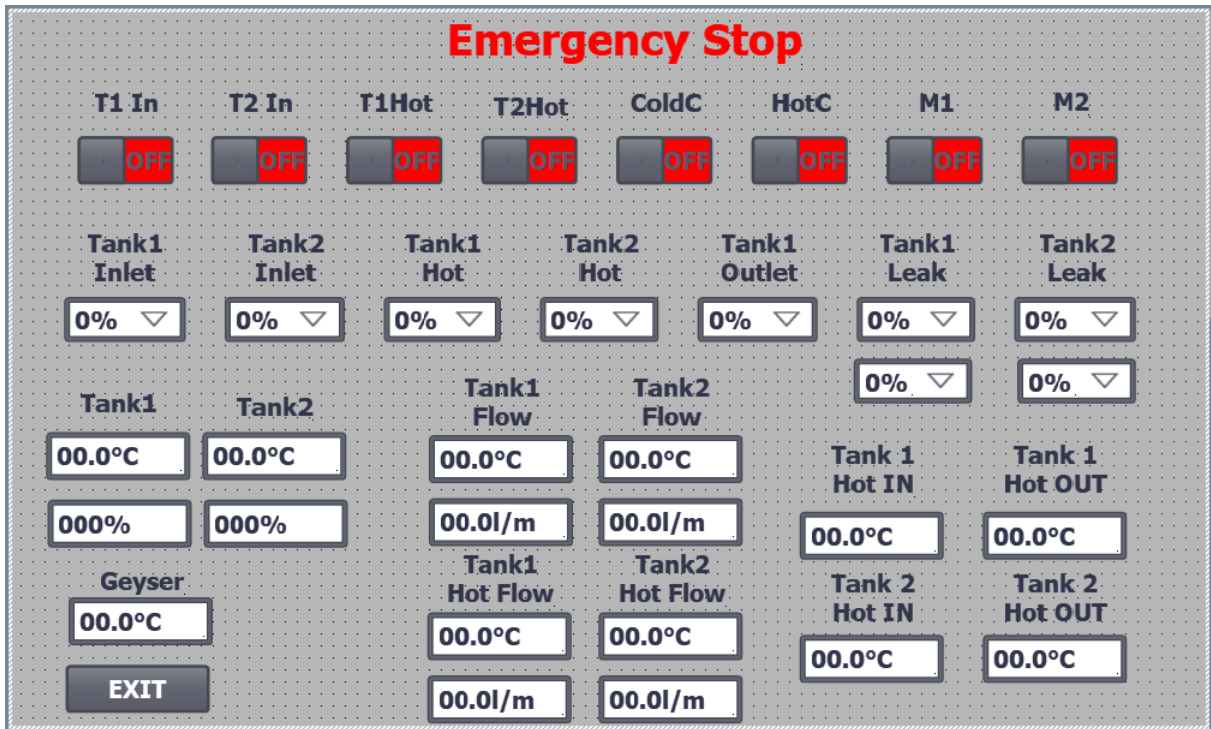 Emergency Stop
T1 In T2 In T1Hot T2Hot ColdC HotC M1 M2
OFF OFF OFF OFF OFF OFF OFF OFF
Tank1 Tank2 Tank1 Tank2 Tank1 Tank1 Tank2
Inlet Inlet Hot Hot Outlet Leak Leak
0% 0% 0% 0% 0% 0% 0%
0% 0%
Tank1 Tank2
00.0°C 00.0°C
000% 000%
Geyser
00.0°C
EXIT
Tank1 Tank2
Flow Flow
00.0°C 00.0°C
00.0l/m 00.0l/m
Tank1 Tank2
Hot Flow Hot Flow
00.0°C 00.0°C
00.0l/m 00.0l/m
Tank 1 Tank 1
Hot IN Hot OUT
00.0°C 00.0°C
Tank 2 Tank 2
Hot IN Hot OUT
00.0°C 00.0°C